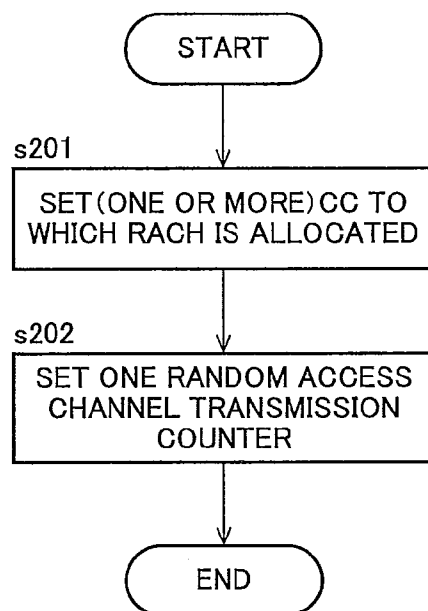 START
s201
SET(ONE OR MORE)CC TO
WHICH RACH IS ALLOCATED
s202
SET ONE RANDOM ACCESS
CHANNEL TRANSMISSION
COUNTER
END